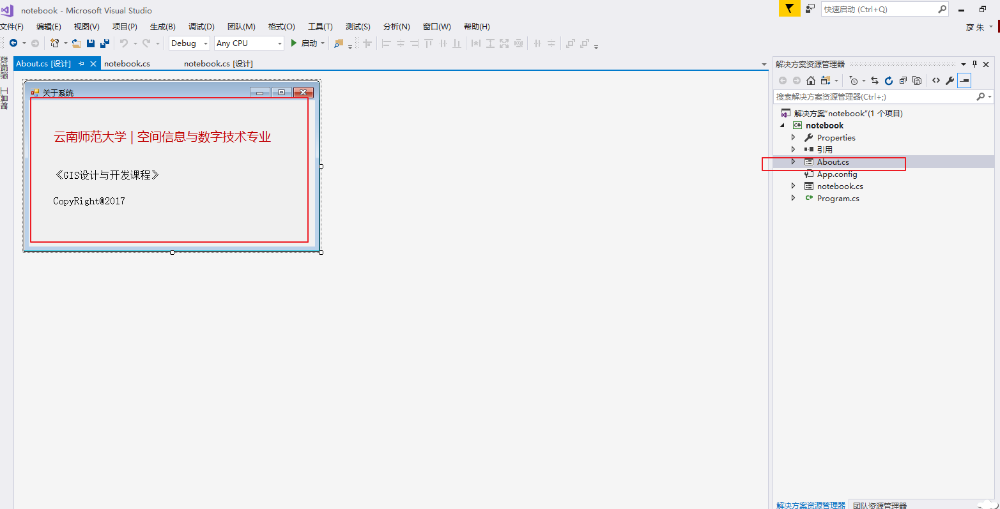 notebook - Microsoft Visual Studio
快速启动 (Ctrl+Q)
文件(F) 编辑(E) 视图(V) 项目(P) 生成(B) 调试(D) 团队(M) 格式(O) 工具(T) 测试(S) 分析(N) 窗口(W) 帮助(H)
彦 朱
Debug Any CPU 启动
数据源
工具箱
About.cs [设计] notebook.cs notebook.cs [设计]
关于系统
云南师范大学 | 空间信息与数字技术专业
《GIS设计与开发课程》
CopyRight@2017
解决方案资源管理器
搜索解决方案资源管理器(Ctrl+;)
解决方案"notebook"(1 个项目)
C# notebook
Properties
引用
About.cs
App.config
notebook.cs
C# Program.cs
解决方案资源管理器 团队资源管理器